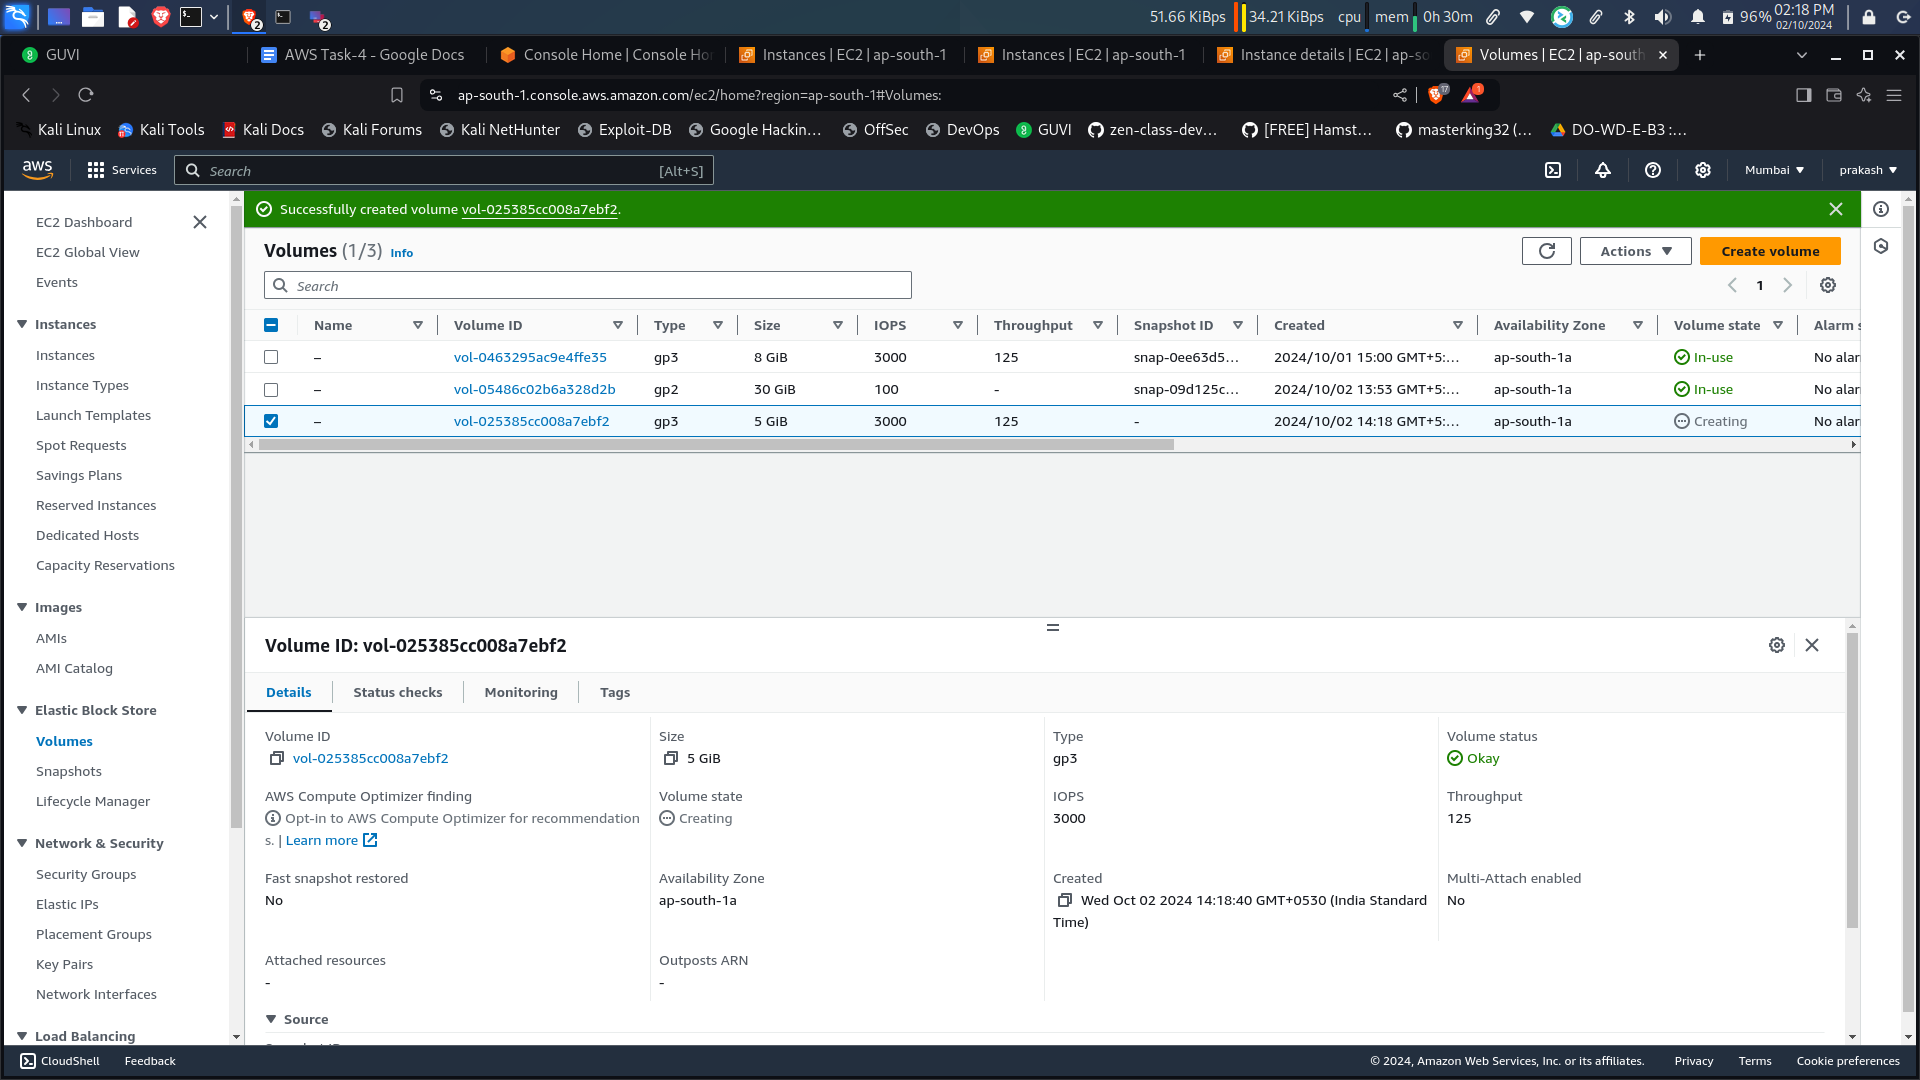 51.66 KiBps 34.21 KiBps cpu mem 0h 30m 96% 02:18 PM
02/10/2024
2 2
GUVI AWS Task-4 - Google Docs Console Home | Console Ho Instances | EC2 | ap-south-1 Instances | EC2 | ap-south-1 Instance details | EC2 | ap-so Volumes | EC2 | ap-south
ap-south-1.console.aws.amazon.com/ec2/home?region=ap-south-1#Volumes: 17 1
Kali Linux Kali Tools Kali Docs Kali Forums Kali NetHunter Exploit-DB Google Hackin... OffSec DevOps GUVI zen-class-dev... [FREE] Hamst... masterking32 (... DO-WD-E-B3 :...
aws Services Search [Alt+S] Mumbai prakash
EC2 Dashboard
EC2 Global View
Events
Instances
Instances
Instance Types
Launch Templates
Spot Requests
Savings Plans
Reserved Instances
Dedicated Hosts
Capacity Reservations
Images
AMIs
AMI Catalog
Elastic Block Store
Volumes
Snapshots
Lifecycle Manager
Network & Security
Security Groups
Elastic IPs
Placement Groups
Key Pairs
Network Interfaces
Load Balancing
Successfully created volume vol-025385cc008a7ebf2.
Volumes (1/3) Info Actions Create volume
Search 1
Name Volume ID Type Size IOPS Throughput Snapshot ID Created Availability Zone Volume state Alarm s
– vol-0463295ac9e4ffe35 gp3 8 GiB 3000 125 snap-0ee63d5... 2024/10/01 15:00 GMT+5:... ap-south-1a In-use No alar
– vol-05486c02b6a328d2b gp2 30 GiB 100 - snap-09d125c... 2024/10/02 13:53 GMT+5:... ap-south-1a In-use No alar
– vol-025385cc008a7ebf2 gp3 5 GiB 3000 125 - 2024/10/02 14:18 GMT+5:... ap-south-1a Creating No alar
Volume ID: vol-025385cc008a7ebf2
Details Status checks Monitoring Tags
Volume ID Size Type Volume status
vol-025385cc008a7ebf2 5 GiB gp3 Okay
AWS Compute Optimizer finding Volume state IOPS Throughput
Opt-in to AWS Compute Optimizer for recommendation Creating 3000 125
s. | Learn more
Fast snapshot restored Availability Zone Created Multi-Attach enabled
No ap-south-1a Wed Oct 02 2024 14:18:40 GMT+0530 (India Standard No
Time)
Attached resources Outposts ARN
- -
Source
CloudShell Feedback © 2024, Amazon Web Services, Inc. or its affiliates. Privacy Terms Cookie preferences